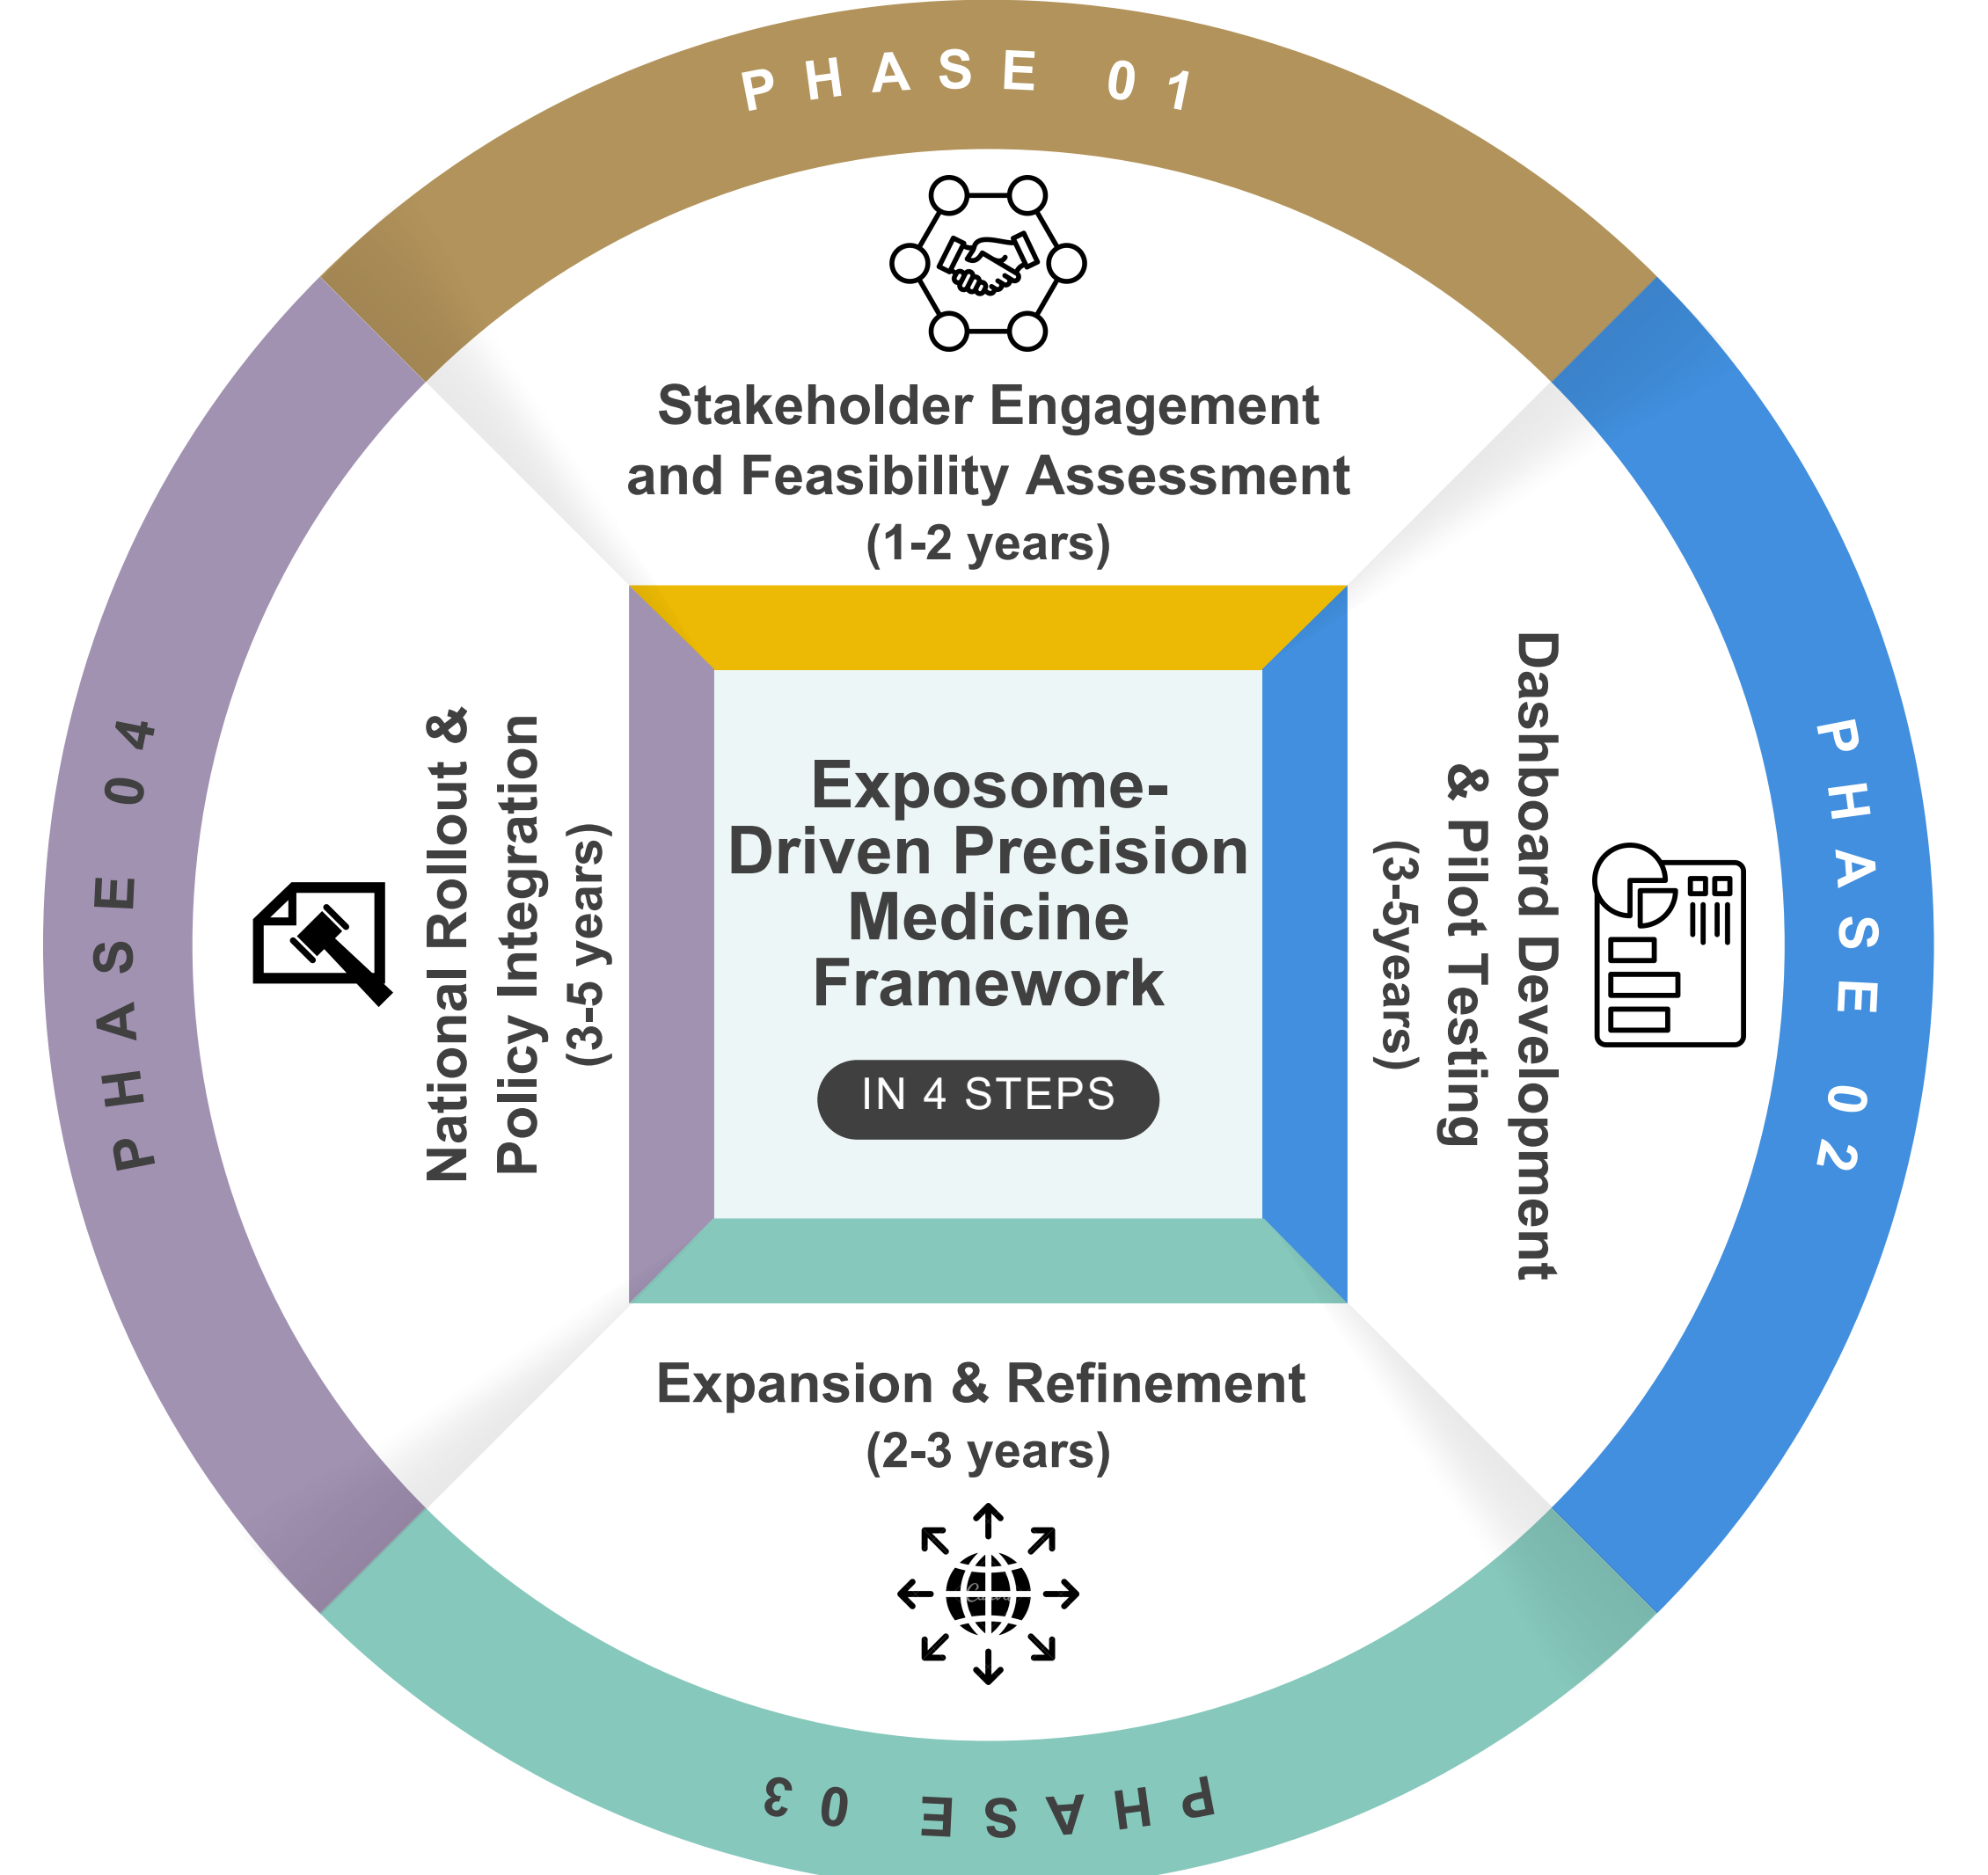 PHASE 01
Stakeholder Engagement
and Feasibility Assessment
(1-2 years)
PHASE 02
Dashboard Development
& Pilot Testing
(3-5years)
PHASE 03
Expansion & Refinement
(2-3 years)
PHASE 04
National Rollout &
Policy Integration
(3-5 years)
Exposome-
Driven Precision
Medicine
Framework
IN 4 STEPS